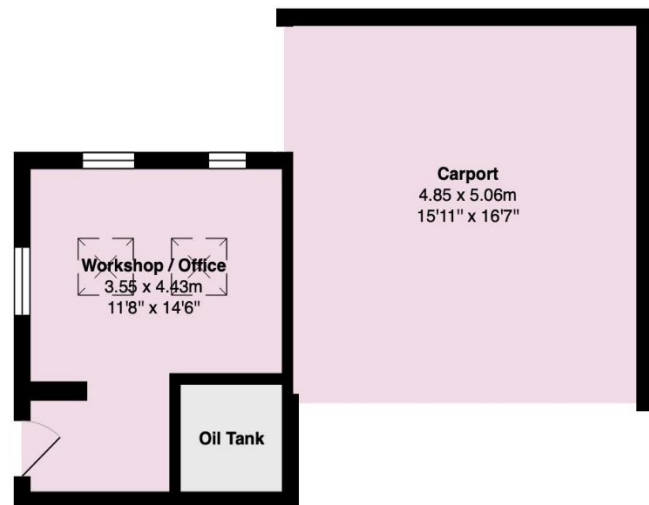 Carport
4.85 x 5.06m
15'11" x 16'7"
Workshop / Office
3.55 x 4.43m
11'8" x 14'6"
Oil Tank